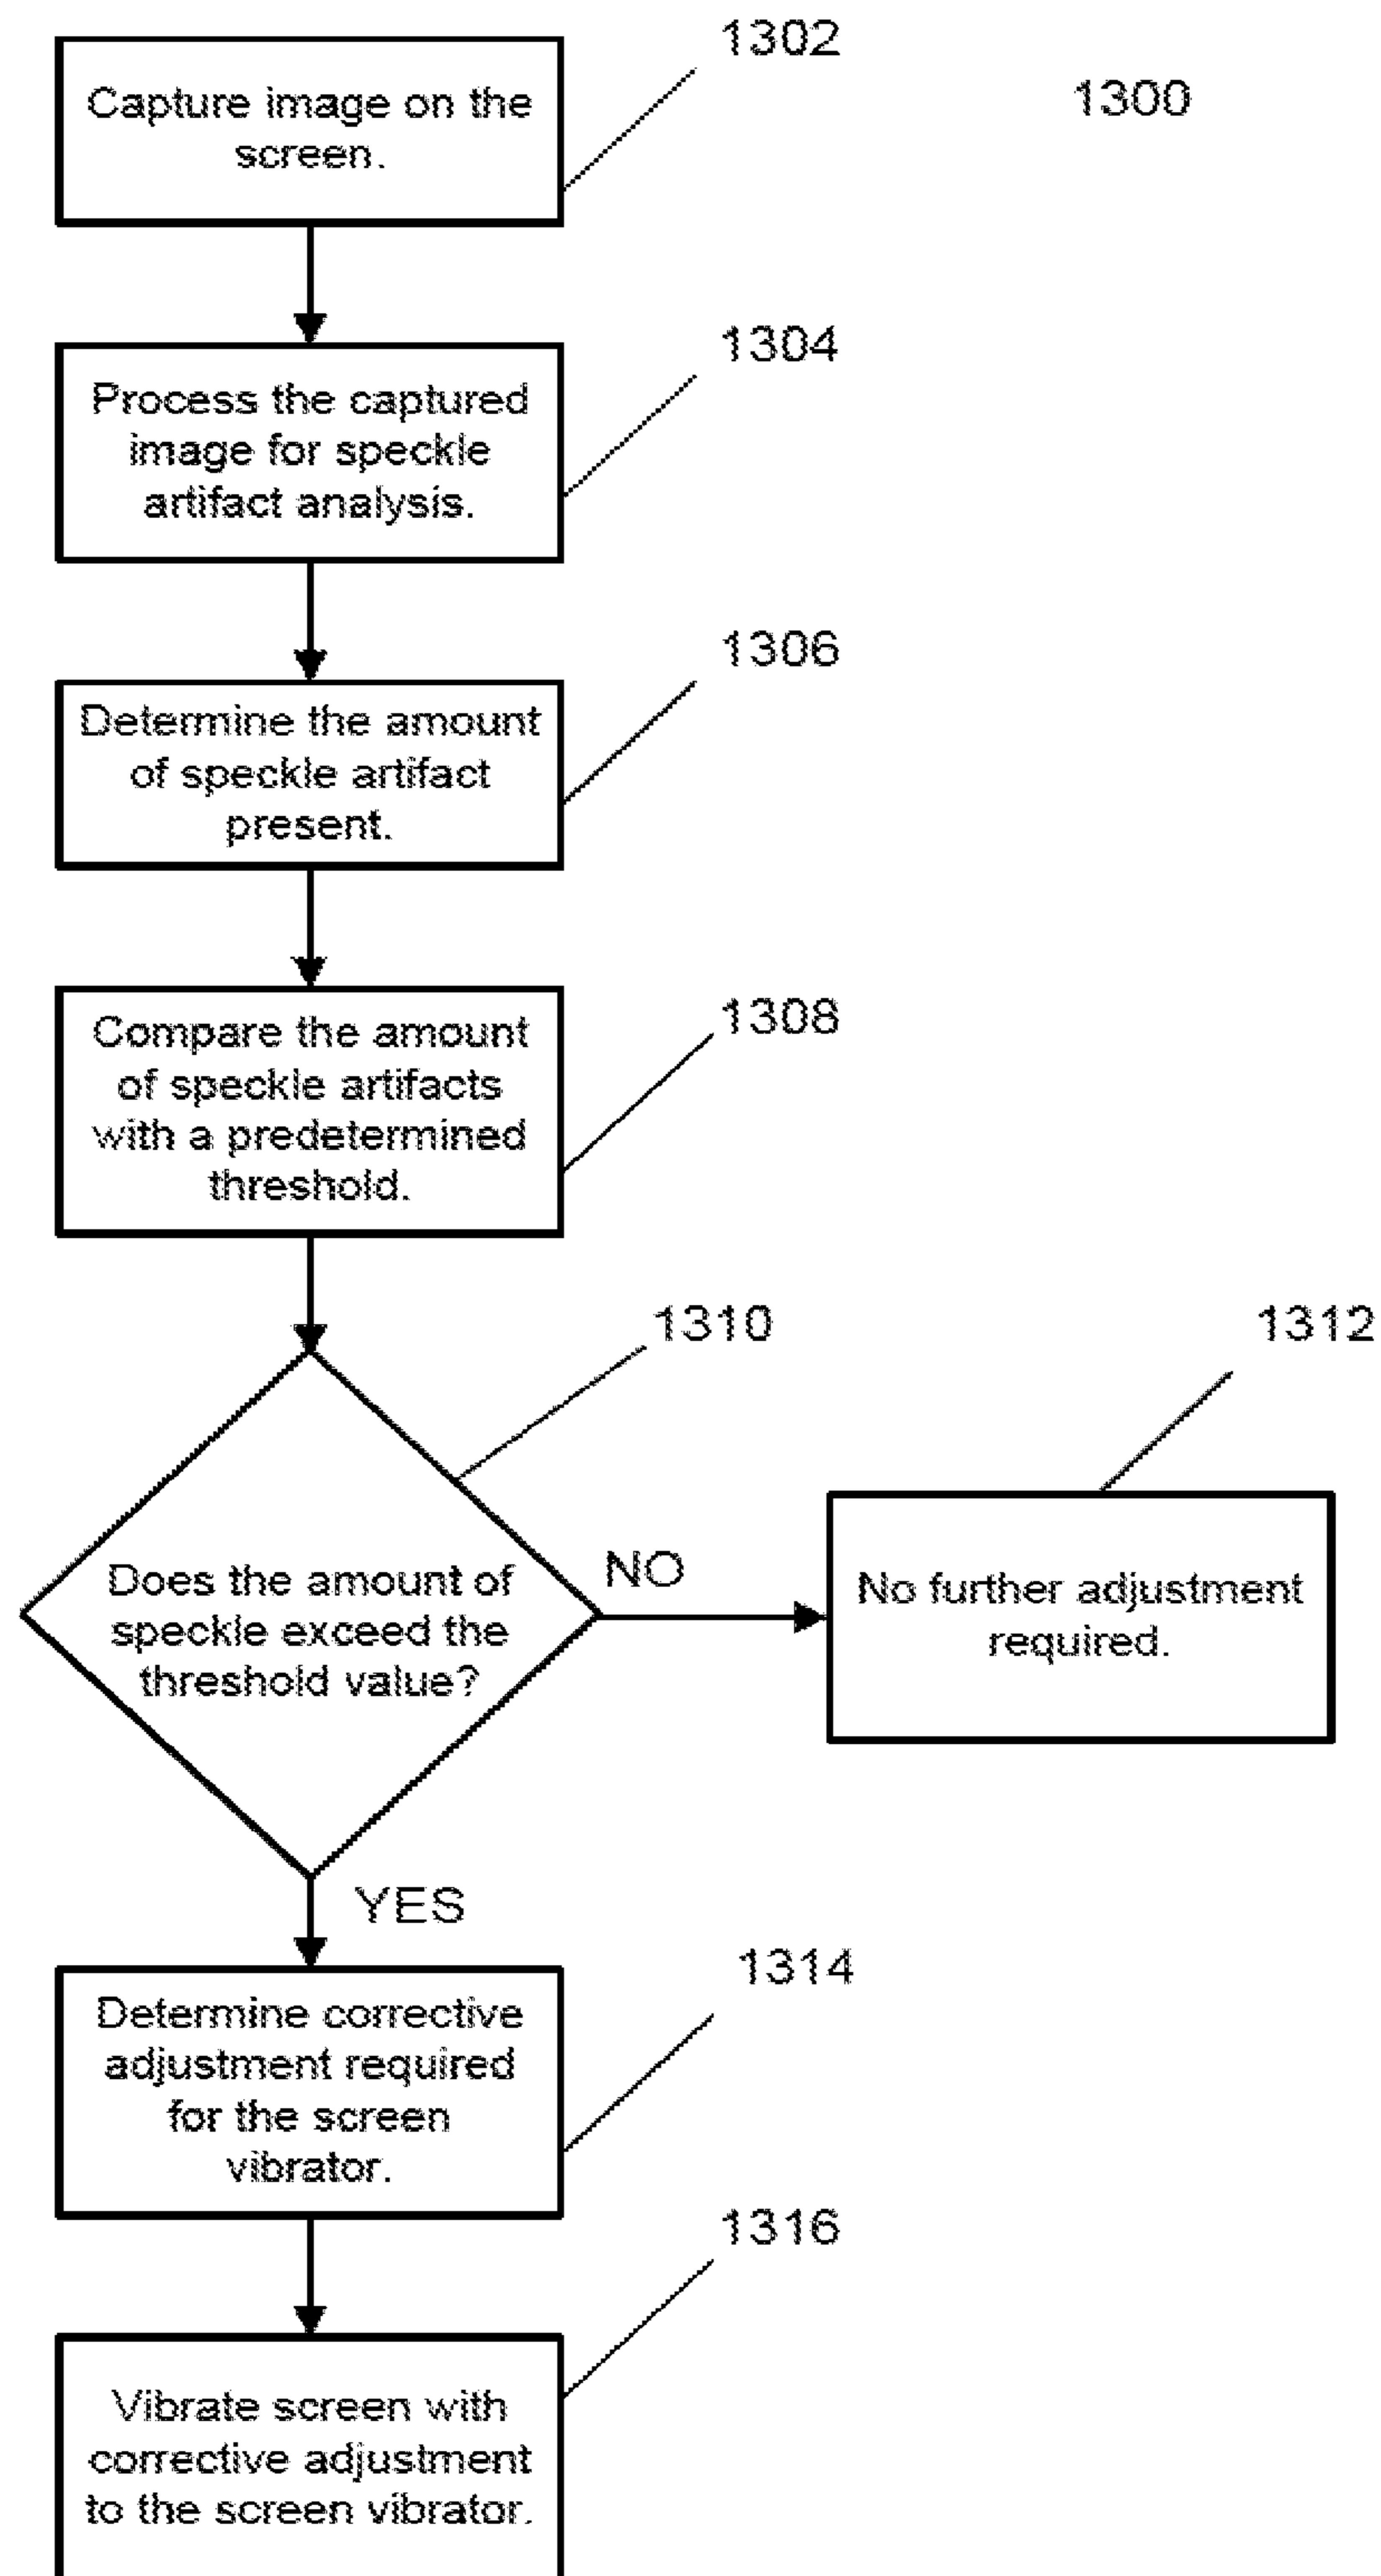 1302
1300
Capture image on the
screen.
1304
Process the captured
image for speckle
artifact analysis.
1306
Determine the amount
of speckle artifact
present.
1308
Compare the amount
of speckle artifacts
with a predetermined
threshold.
1310
1312
Does the amount of
speckle exceed the
threshold value?
NO
No further adjustment
required.
YES
1314
Determine corrective
adjustment required
for the screen
vibrator.
1316
Vibrate screen with
corrective adjustment
to the screen vibrator.